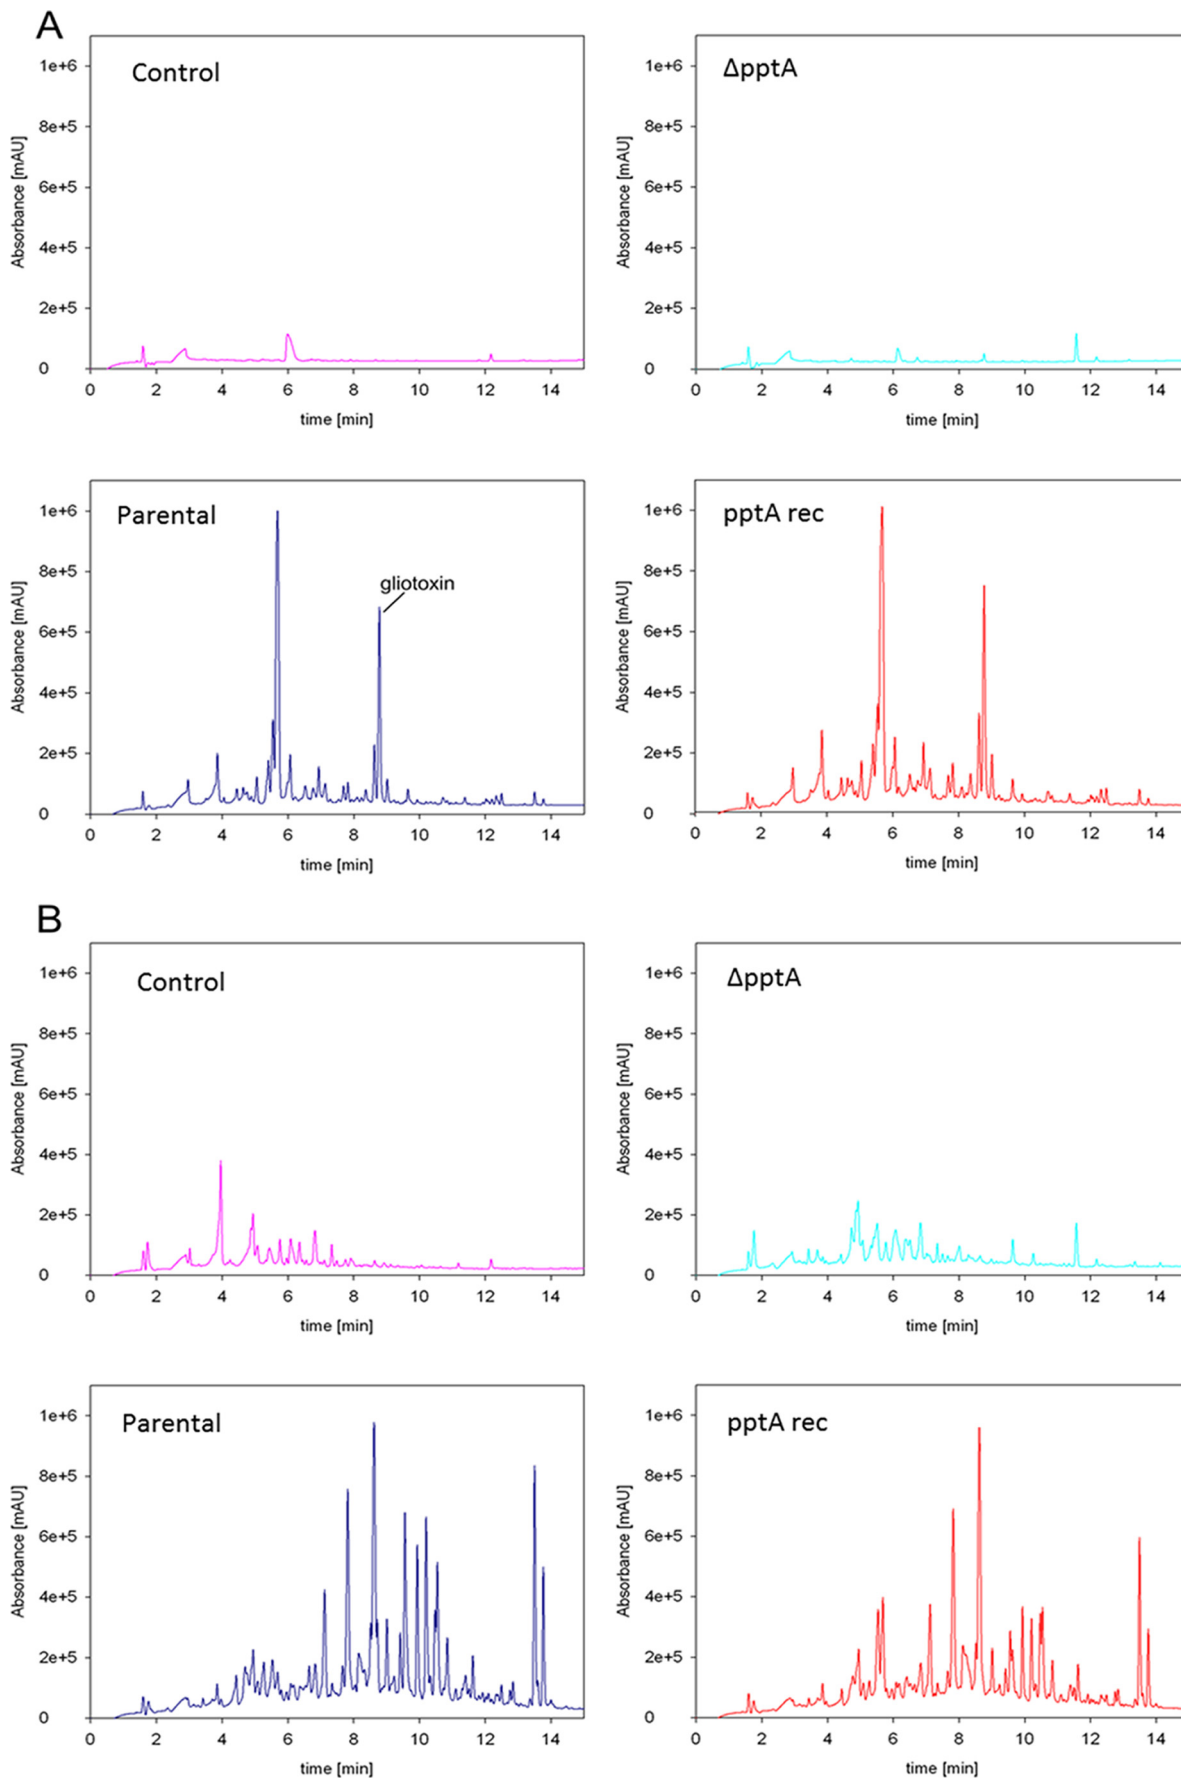 A
Control
ΔpptA
1e+6
8e+5
6e+5
4e+5
2e+5
0
Absorbance [mAU]
0 2 4 6 8 10 12 14
time [min]
1e+6
8e+5
6e+5
4e+5
2e+5
0
Absorbance [mAU]
0 2 4 6 8 10 12 14
time [min]
Parental
gliotoxin
pptA rec
1e+6
8e+5
6e+5
4e+5
2e+5
0
Absorbance [mAU]
0 2 4 6 8 10 12 14
time [min]
1e+6
8e+5
6e+5
4e+5
2e+5
0
Absorbance [mAU]
0 2 4 6 8 10 12 14
time [min]
B
Control
ΔpptA
1e+6
8e+5
6e+5
4e+5
2e+5
0
Absorbance [mAU]
0 2 4 6 8 10 12 14
time [min]
1e+6
8e+5
6e+5
4e+5
2e+5
0
Absorbance [mAU]
0 2 4 6 8 10 12 14
time [min]
Parental
pptA rec
1e+6
8e+5
6e+5
4e+5
2e+5
0
Absorbance [mAU]
0 2 4 6 8 10 12 14
time [min]
1e+6
8e+5
6e+5
4e+5
2e+5
0
Absorbance [mAU]
0 2 4 6 8 10 12 14
time [min]